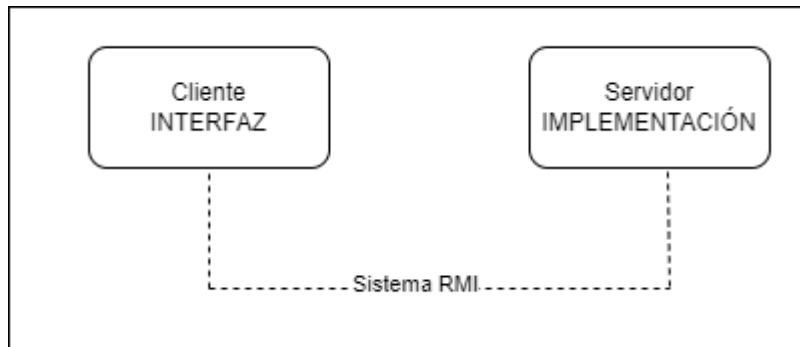 Cliente
INTERFAZ
Servidor
IMPLEMENTACIÓN
Sistema RMI